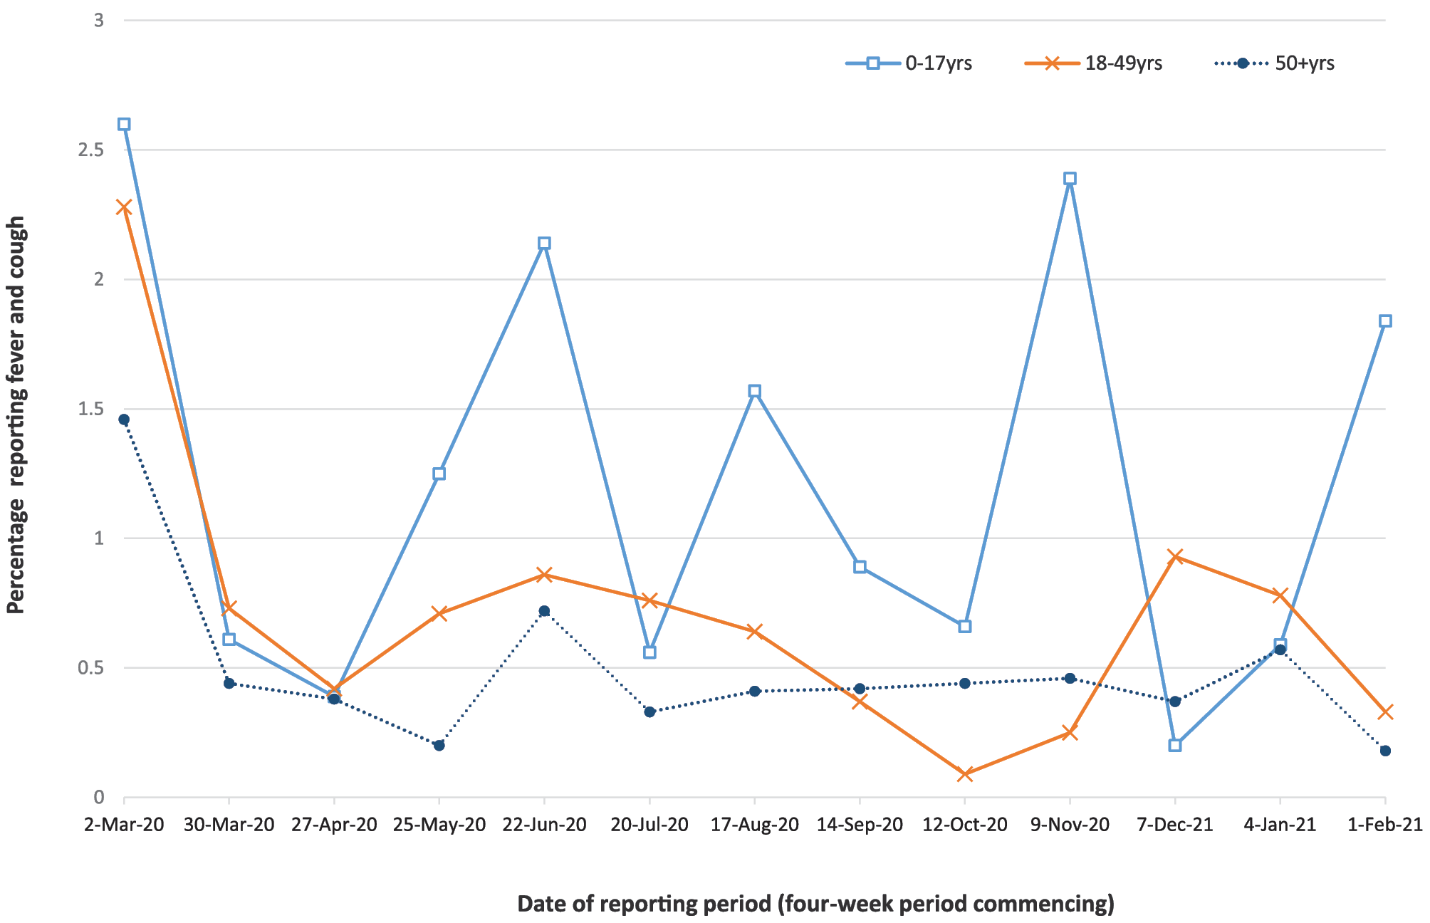 3
0-17yrs 18-49yrs 50+yrs
2.5
2
1.5
1
0.5
0
Percentage reporting fever and cough
2-Mar-20 30-Mar-20 27-Apr-20 25-May-20 22-Jun-20 20-Jul-20 17-Aug-20 14-Sep-20 12-Oct-20 9-Nov-20 7-Dec-21 4-Jan-21 1-Feb-21
Date of reporting period (four-week period commencing)